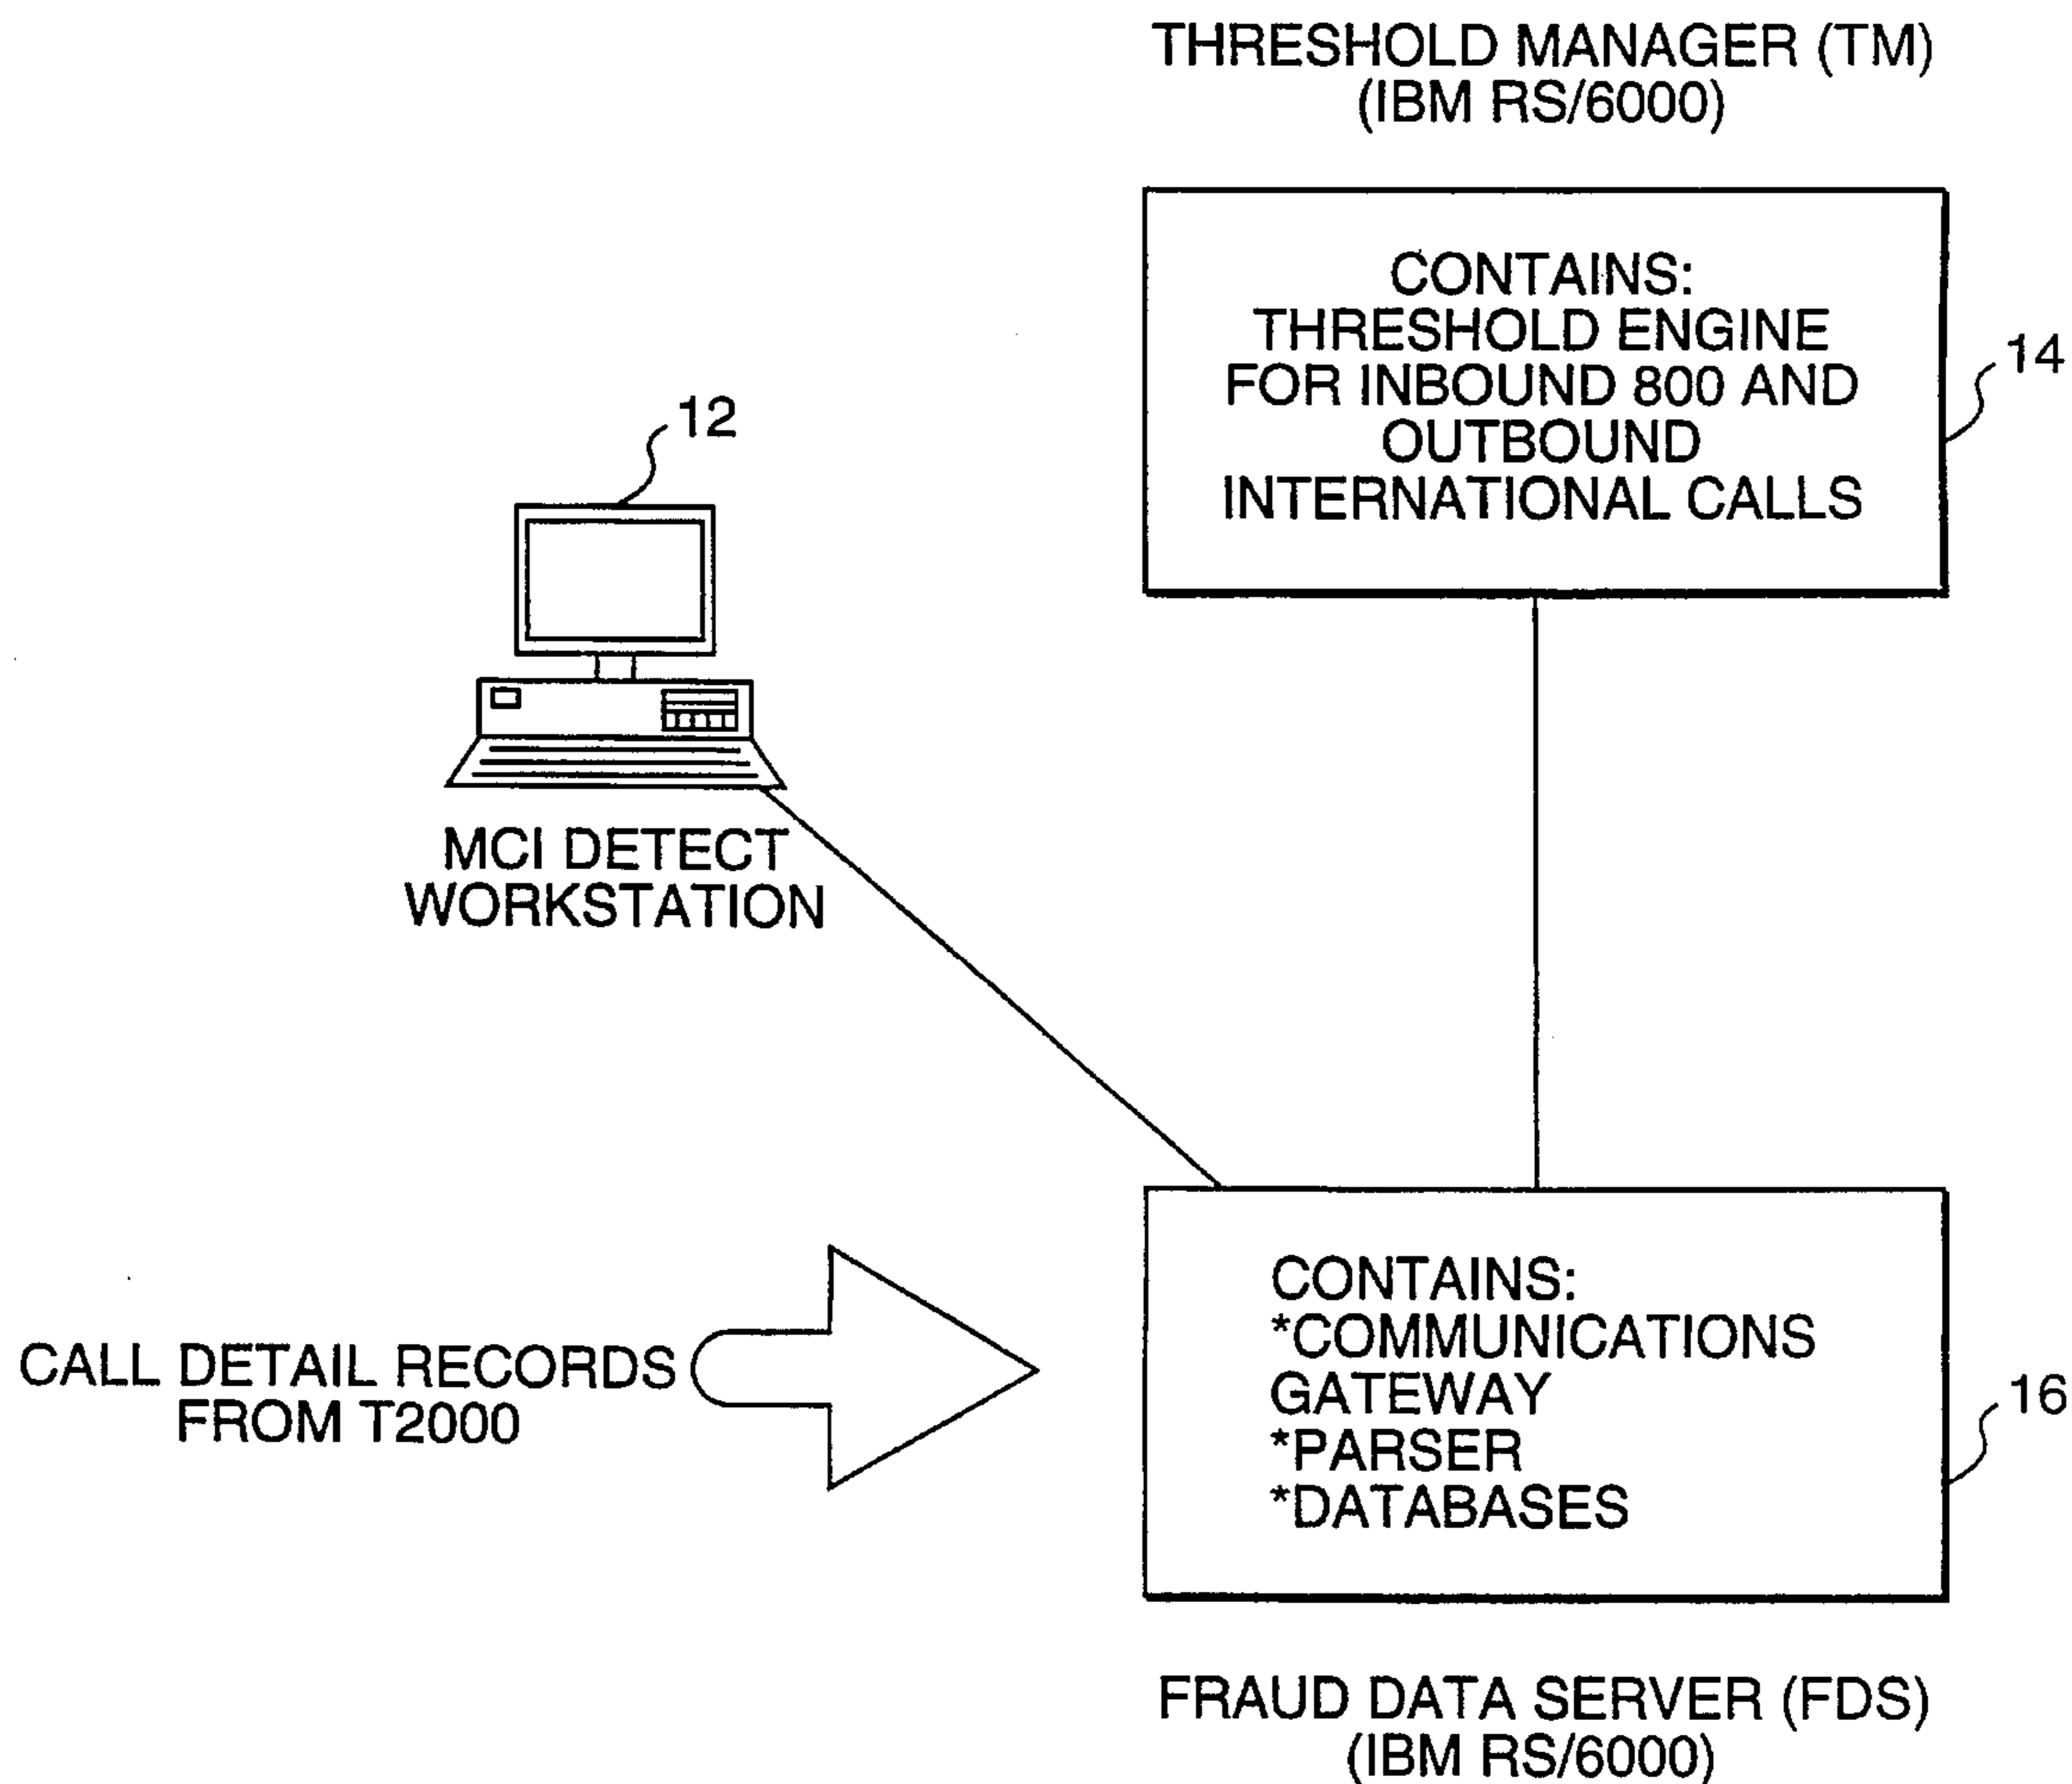 THRESHOLD MANAGER (TM)
(IBM RS/6000)
CONTAINS:
THRESHOLD ENGINE
FOR INBOUND 800 AND
OUTBOUND
INTERNATIONAL CALLS
14
12
MCI DETECT
WORKSTATION
CALL DETAIL RECORDS
FROM T2000
CONTAINS:
*COMMUNICATIONS
GATEWAY
*PARSER
*DATABASES
16
FRAUD DATA SERVER (FDS)
(IBM RS/6000)